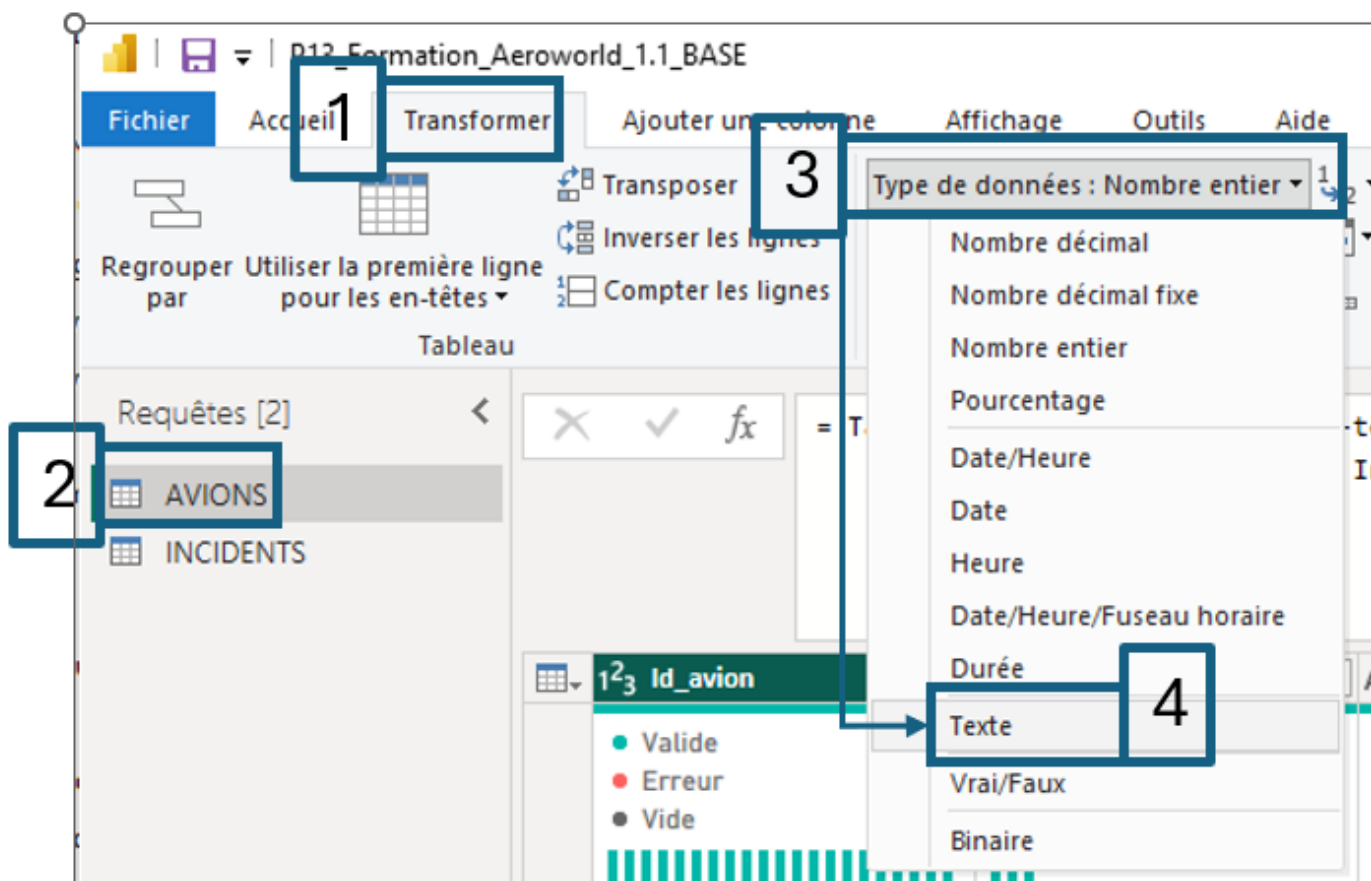 P13_Formation_Aeroworld_1.1_BASE
Fichier Accueil 1 Transformer Ajouter une colonne Affichage Outils Aide
Regrouper par
Utiliser la première ligne
pour les en-têtes
Transposer
Inverser les lignes
Compter les lignes
Tableau
3
Type de données : Nombre entier
Nombre décimal
Nombre décimal fixe
Nombre entier
Pourcentage
Date/Heure
Date
Heure
Date/Heure/Fuseau horaire
Durée
Texte
4
Vrai/Faux
Binaire
Requêtes [2]
2
AVIONS
INCIDENTS
fx
= T
1²3 Id_avion
Valide
Erreur
Vide